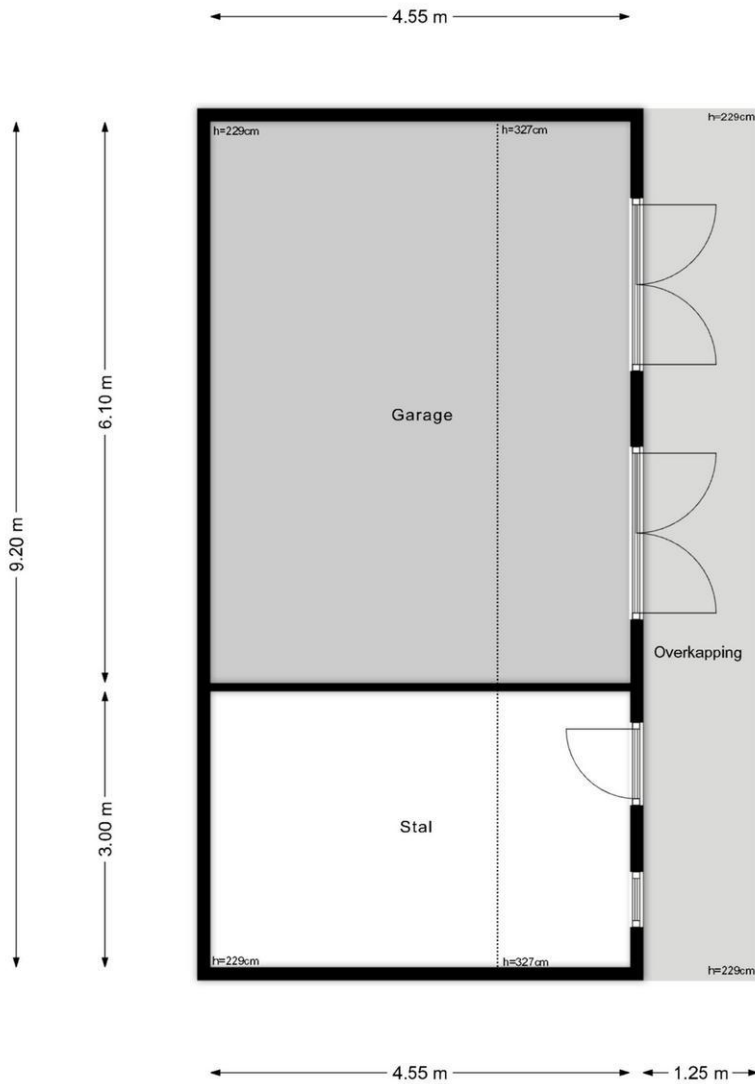 4.55 m
h=229cm
h=327cm
h=229cm
6.10 m
Garage
9.20 m
Overkapping
3.00 m
Stal
h=229cm
h=327cm
h=229cm
4.55 m
1.25 m